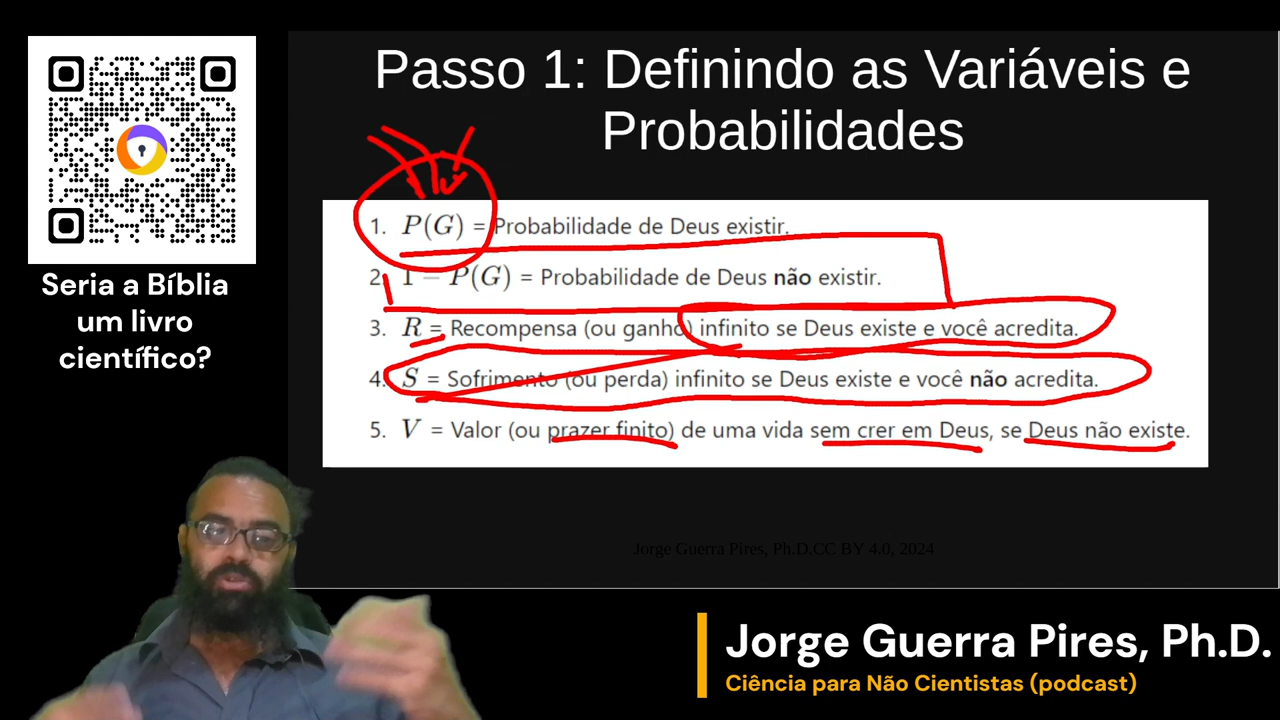 Passo 1: Definindo as Variáveis e
Probabilidades
1. P(G) = Probabilidade de Deus existir.
2. 1 − P(G) = Probabilidade de Deus não existir.
3. R = Recompensa (ou ganho) infinito se Deus existe e você acredita.
4. S = Sofrimento (ou perda) infinito se Deus existe e você não acredita.
5. V = Valor (ou prazer finito) de uma vida sem crer em Deus, se Deus não existe.
Jorge Guerra Pires, Ph.D.CC BY 4.0, 2024
Seria a Bíblia
um livro
científico?
Jorge Guerra Pires, Ph.D.
Ciência para Não Cientistas (podcast)